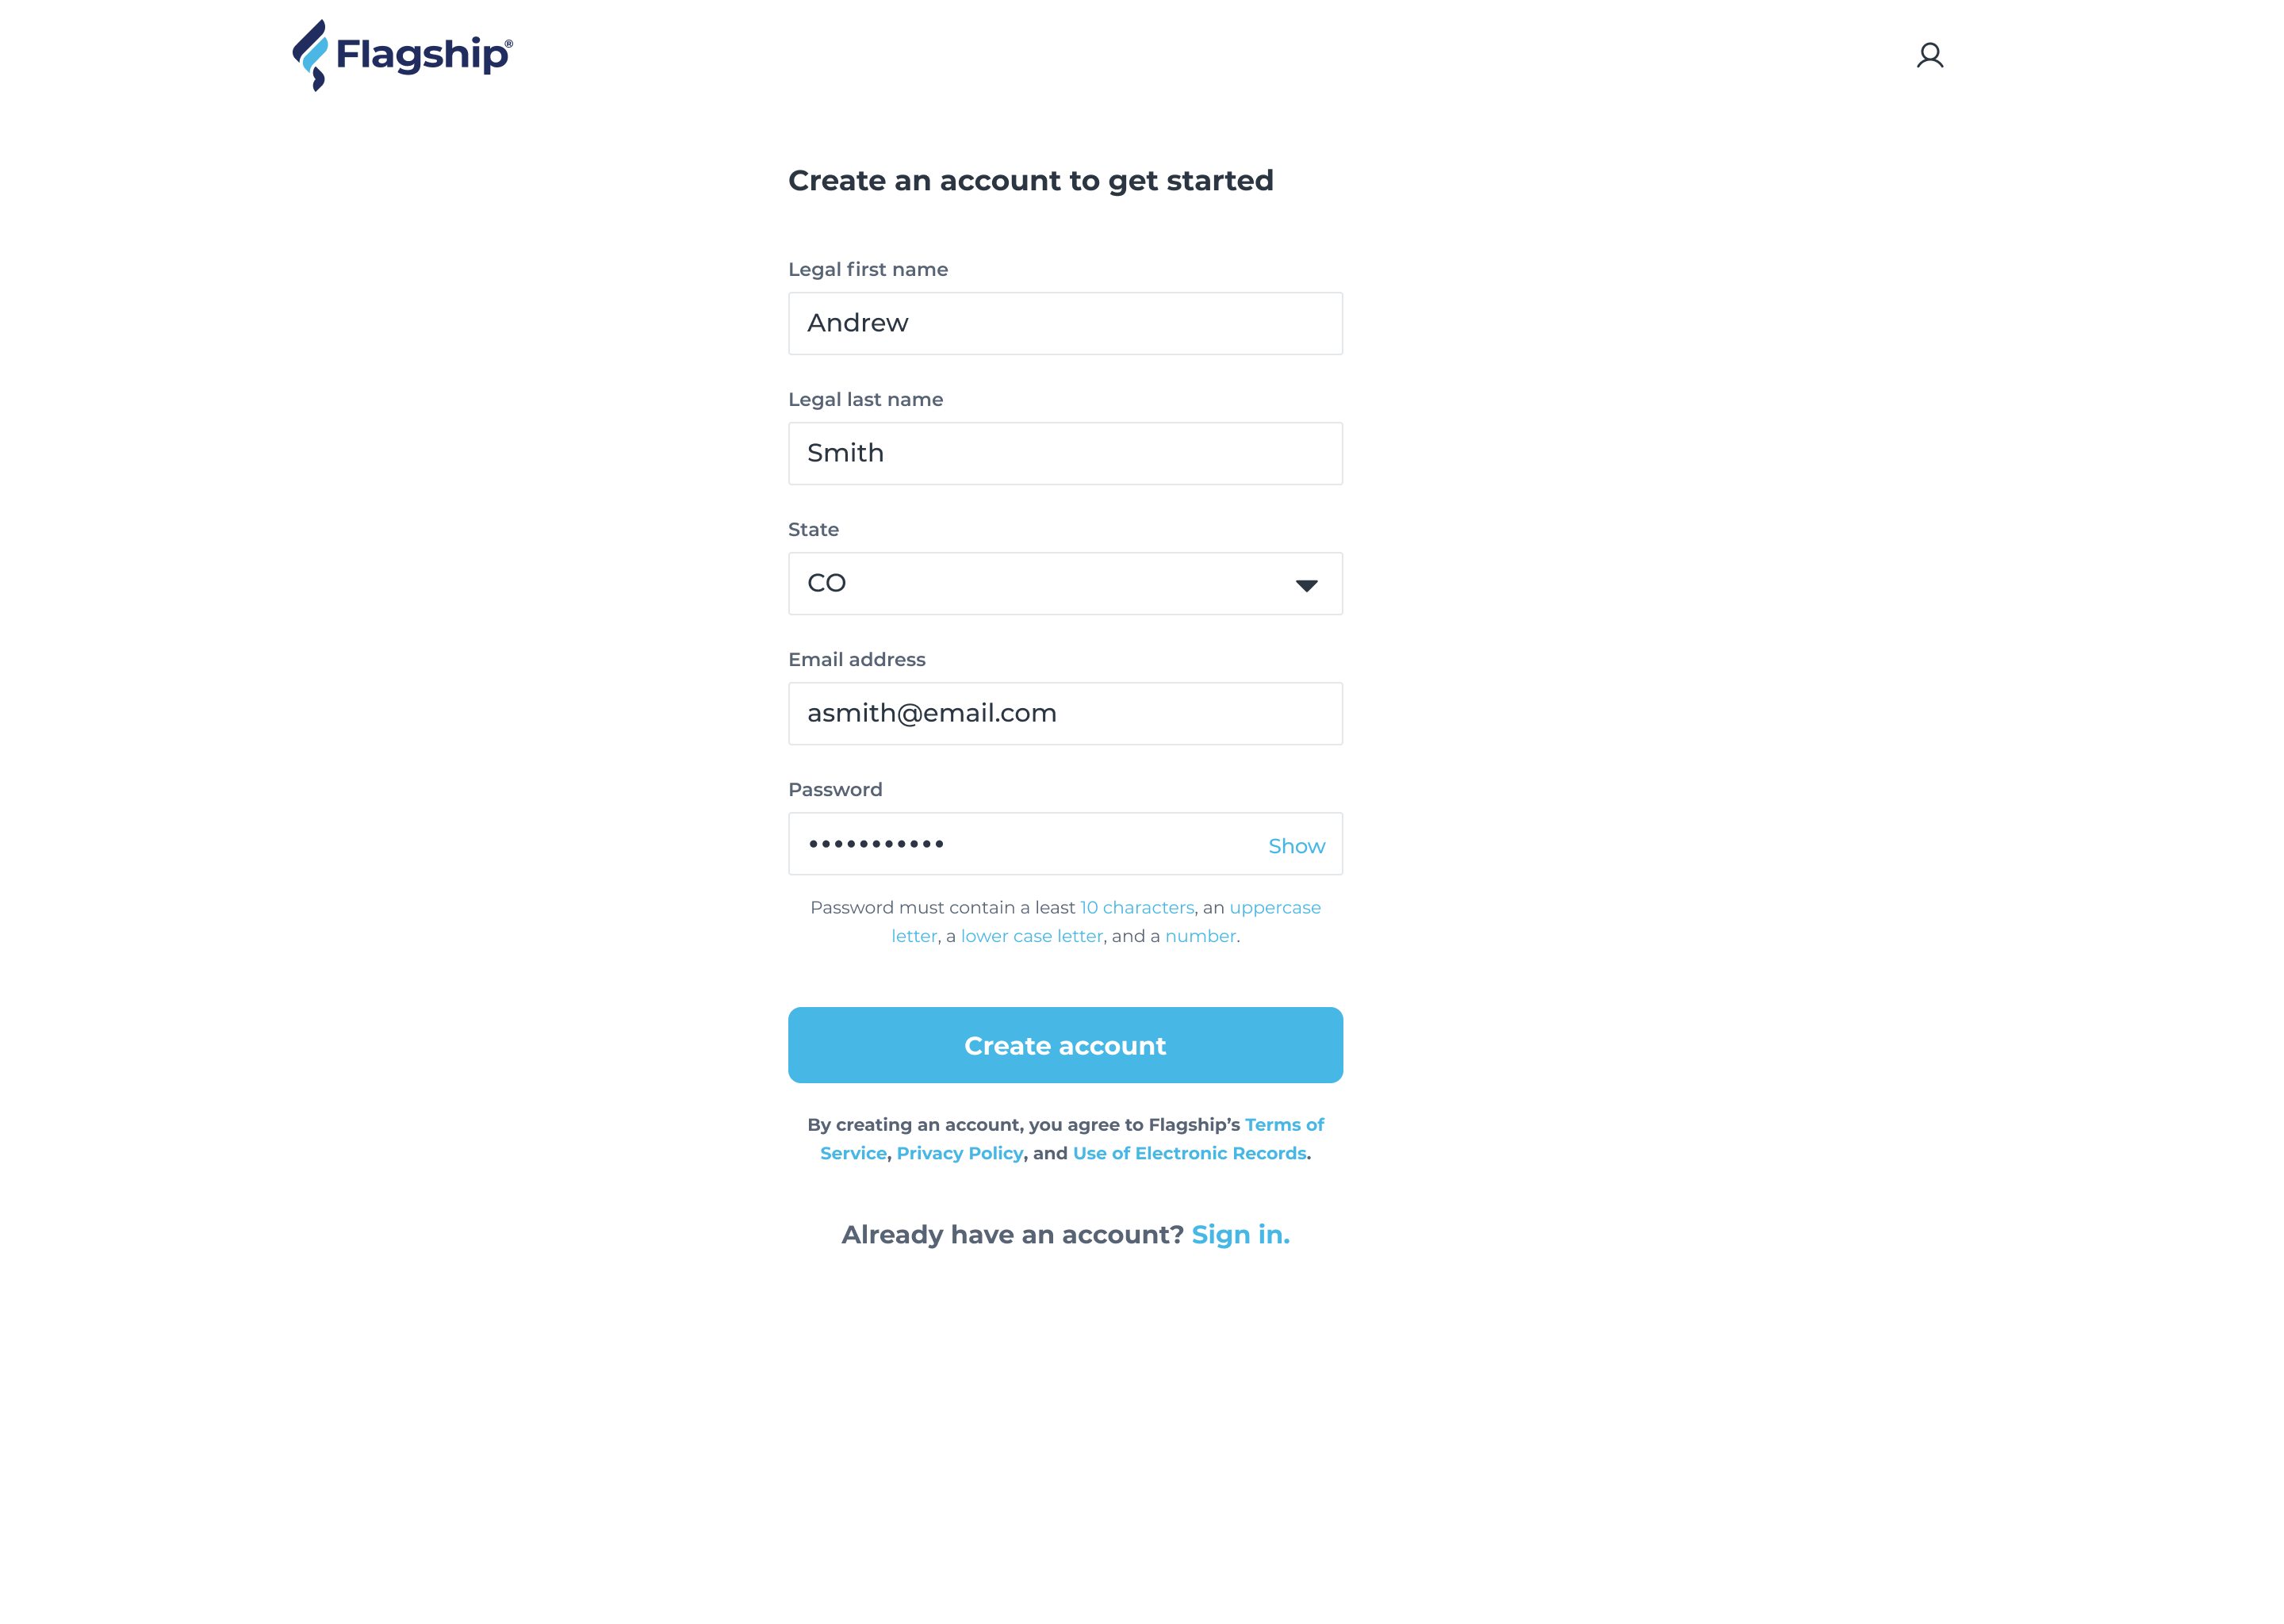 Flagship®
Create an account to get started
Legal first name
Andrew
Legal last name
Smith
State
CO
Email address
asmith@email.com
Password
•••••••••••
Show
Password must contain a least 10 characters, an uppercase
letter, a lower case letter, and a number.
Create account
By creating an account, you agree to Flagship’s Terms of
Service, Privacy Policy, and Use of Electronic Records.
Already have an account? Sign in.